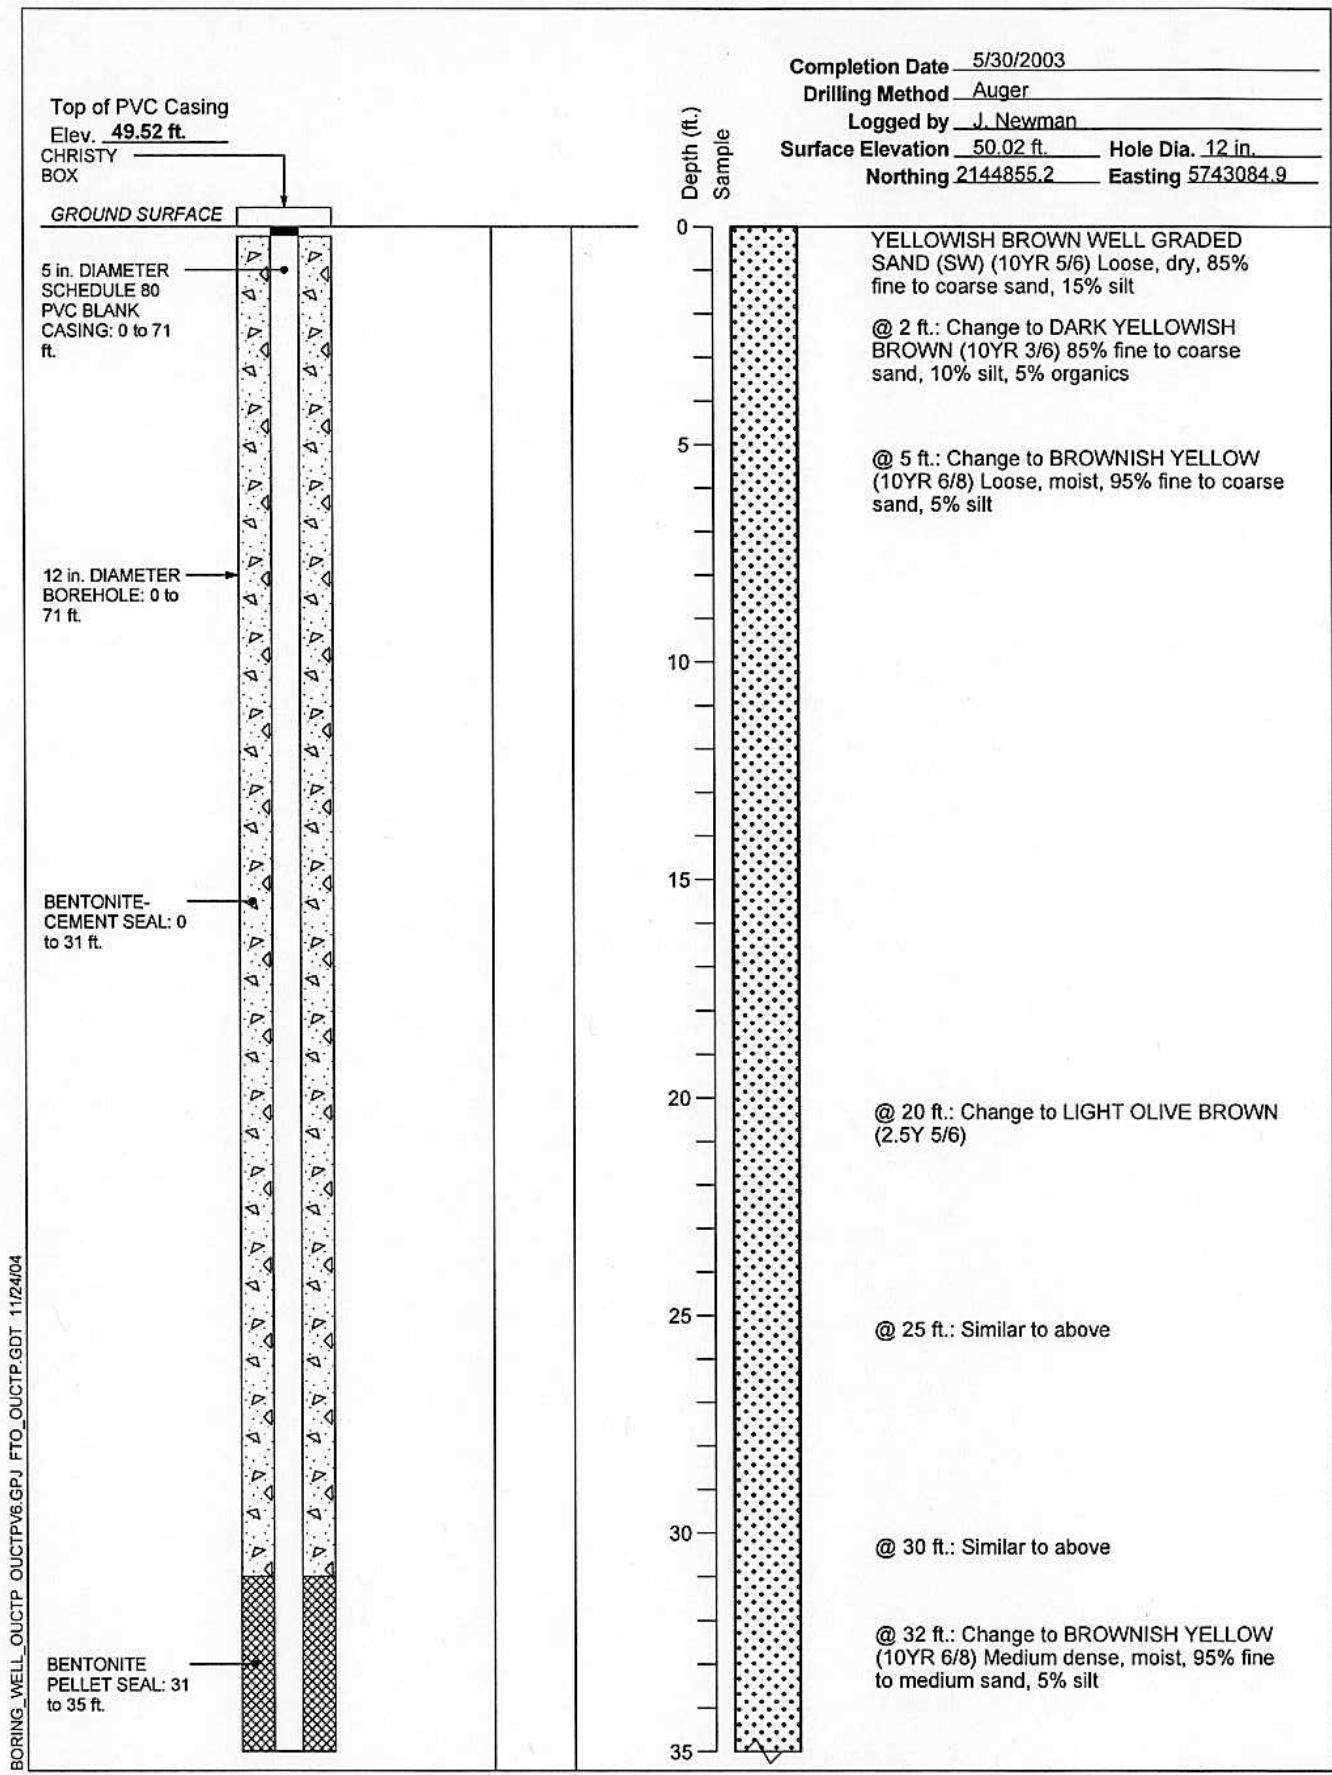 Completion Date 5/30/2003
Drilling Method Auger
Logged by J. Newman
Surface Elevation 50.02 ft. Hole Dia. 12 in.
Northing 2144855.2 Easting 5743084.9
Top of PVC Casing
Elev. 49.52 ft.
CHRISTY
BOX
GROUND SURFACE
5 in. DIAMETER
SCHEDULE 80
PVC BLANK
CASING: 0 to 71
ft.
12 in. DIAMETER
BOREHOLE: 0 to
71 ft.
BENTONITE-
CEMENT SEAL: 0
to 31 ft.
BENTONITE
PELLET SEAL: 31
to 35 ft.
Depth (ft.)
Sample
0
5
10
15
20
25
30
35
YELLOWISH BROWN WELL GRADED
SAND (SW) (10YR 5/6) Loose, dry, 85%
fine to coarse sand, 15% silt
@ 2 ft.: Change to DARK YELLOWISH
BROWN (10YR 3/6) 85% fine to coarse
sand, 10% silt, 5% organics
@ 5 ft.: Change to BROWNISH YELLOW
(10YR 6/8) Loose, moist, 95% fine to coarse
sand, 5% silt
@ 20 ft.: Change to LIGHT OLIVE BROWN
(2.5Y 5/6)
@ 25 ft.: Similar to above
@ 30 ft.: Similar to above
@ 32 ft.: Change to BROWNISH YELLOW
(10YR 6/8) Medium dense, moist, 95% fine
to medium sand, 5% silt
BORING_WELL_OUCTP OUCTPV6.GPJ FTO_OUCTP.GDT 11/24/04